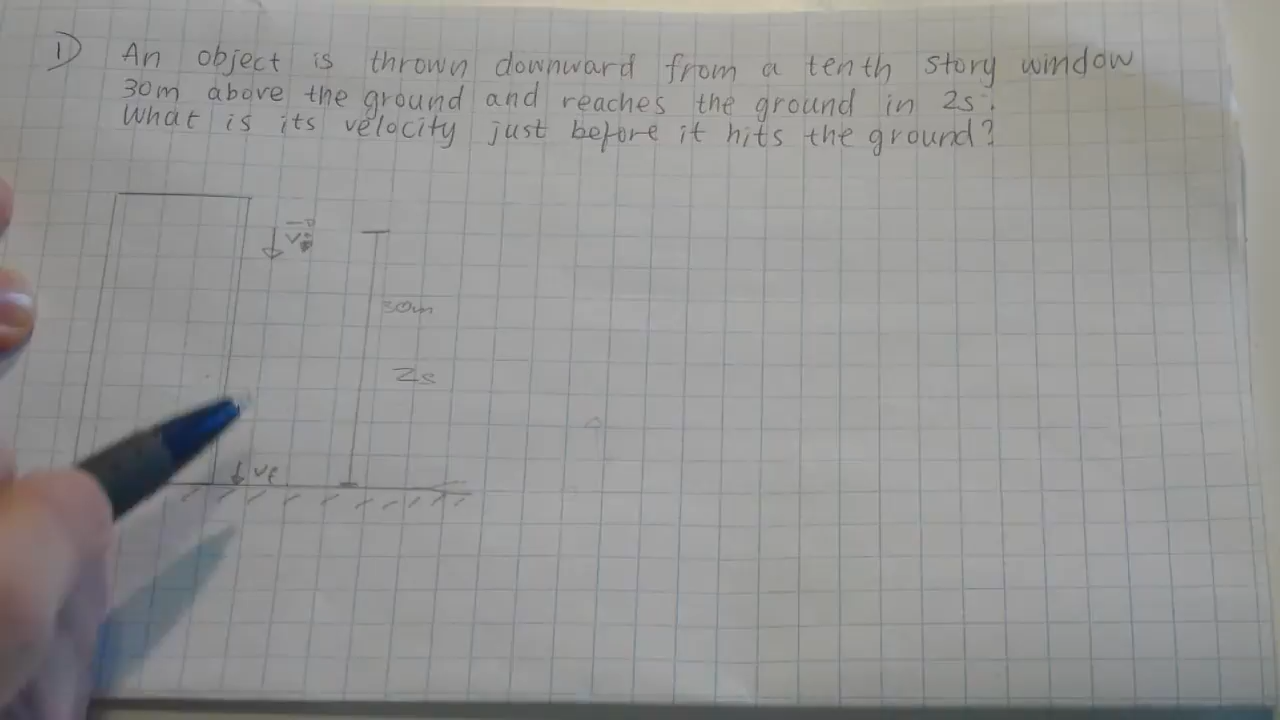 1) An object is thrown downward from a tenth story window
30m above the ground and reaches the ground in 2s.
What is its velocity just before it hits the ground?
30m
2s
vf